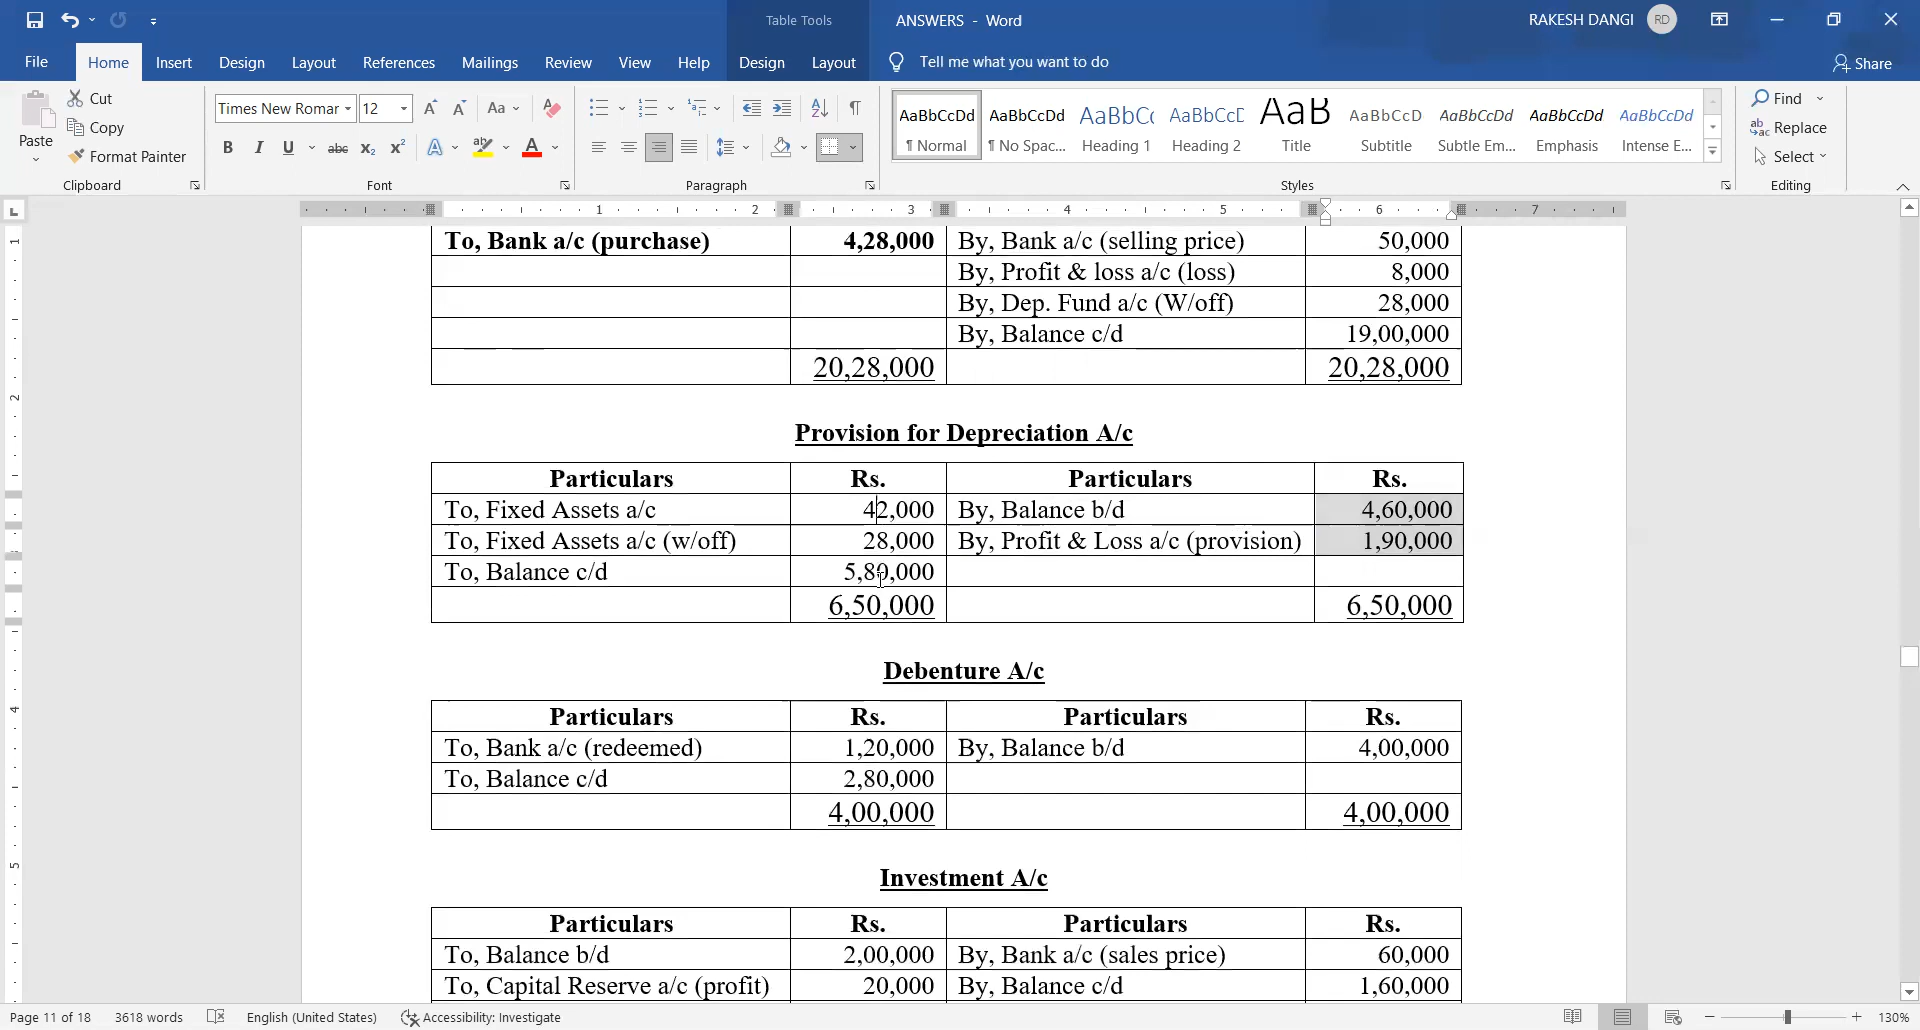 Table Tools
ANSWERS - Word
RAKESH DANGI RD
File Home Insert Design Layout References Mailings Review View Help Design Layout Tell me what you want to do Share
Cut
Copy
Format Painter
Paste
Clipboard
Times New Romar 12
Font
Paragraph
AaBbCcDd AaBbCcDd AaBbCc AaBbCcD AaB AaBbCcD AaBbCcDd AaBbCcDd AaBbCcDd
¶ Normal ¶ No Spac... Heading 1 Heading 2 Title Subtitle Subtle Em... Emphasis Intense E...
Styles
Find
Replace
Select
Editing
1 2 3 4 5 6 7
To, Bank a/c (purchase) 4,28,000 By, Bank a/c (selling price) 50,000
By, Profit & loss a/c (loss) 8,000
By, Dep. Fund a/c (W/off) 28,000
By, Balance c/d 19,00,000
20,28,000 20,28,000
Provision for Depreciation A/c
Particulars Rs. Particulars Rs.
To, Fixed Assets a/c 42,000 By, Balance b/d 4,60,000
To, Fixed Assets a/c (w/off) 28,000 By, Profit & Loss a/c (provision) 1,90,000
To, Balance c/d 5,80,000
6,50,000 6,50,000
Debenture A/c
Particulars Rs. Particulars Rs.
To, Bank a/c (redeemed) 1,20,000 By, Balance b/d 4,00,000
To, Balance c/d 2,80,000
4,00,000 4,00,000
Investment A/c
Particulars Rs. Particulars Rs.
To, Balance b/d 2,00,000 By, Bank a/c (sales price) 60,000
To, Capital Reserve a/c (profit) 20,000 By, Balance c/d 1,60,000
Page 11 of 18 3618 words English (United States) Accessibility: Investigate 130%